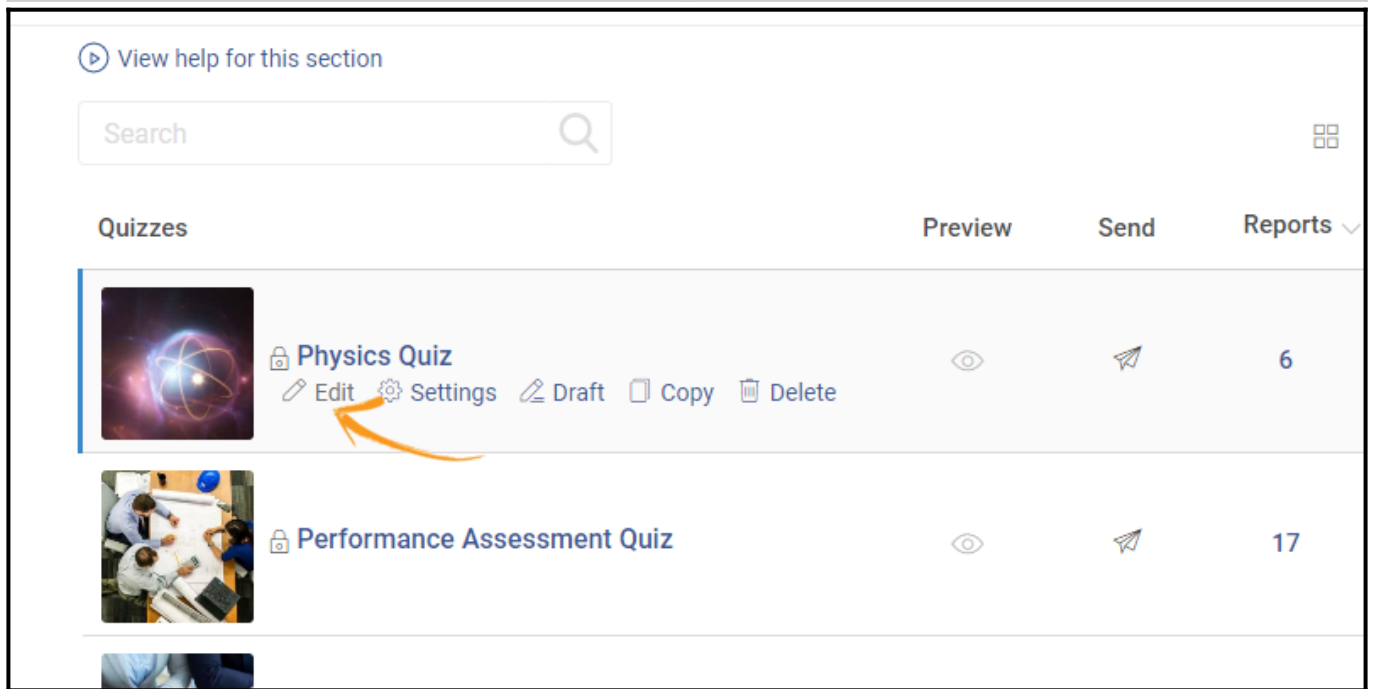 View help for this section
Search
Quizzes Preview Send Reports
Physics Quiz 6
Edit Settings Draft Copy Delete
Performance Assessment Quiz 17